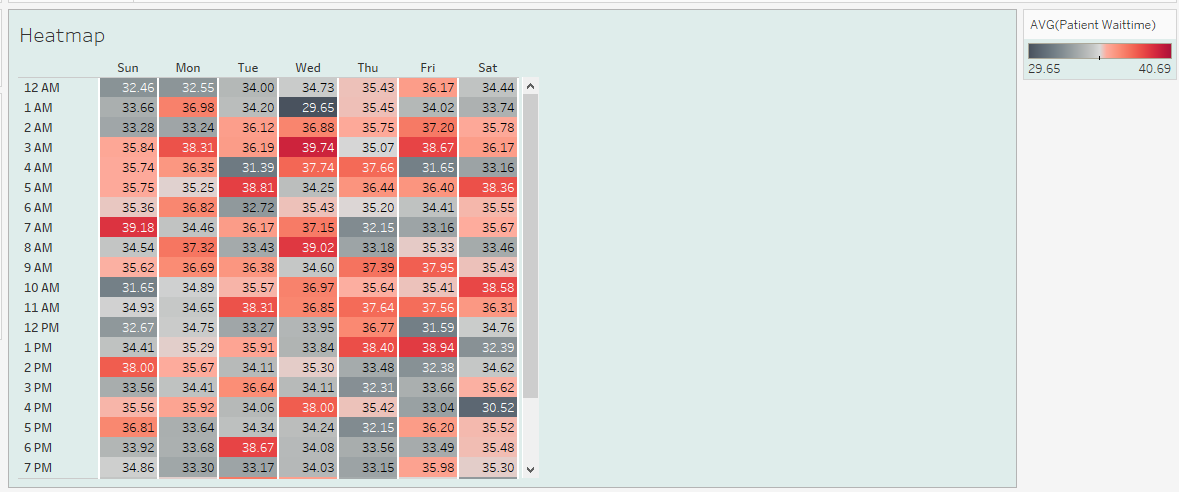 Heatmap
AVG(Patient Waittime)
29.65 40.69
Sun Mon Tue Wed Thu Fri Sat
12 AM 32.46 32.55 34.00 34.73 35.43 36.17 34.44
1 AM 33.66 36.98 34.20 29.65 35.45 34.02 33.74
2 AM 33.28 33.24 36.12 36.88 35.75 37.20 35.78
3 AM 35.84 38.31 36.19 39.74 35.07 38.67 36.17
4 AM 35.74 36.35 31.39 37.74 37.66 31.65 33.16
5 AM 35.75 35.25 38.81 34.25 36.44 36.40 38.36
6 AM 35.36 36.82 32.72 35.43 35.20 34.41 35.55
7 AM 39.18 34.46 36.17 37.15 32.15 33.16 35.67
8 AM 34.54 37.32 33.43 39.02 33.18 35.33 33.46
9 AM 35.62 36.69 36.38 34.60 37.39 37.95 35.43
10 AM 31.65 34.89 35.57 36.97 35.64 35.41 38.58
11 AM 34.93 34.65 38.31 36.85 37.64 37.56 36.31
12 PM 32.67 34.75 33.27 33.95 36.77 31.59 34.76
1 PM 34.41 35.29 35.91 33.84 38.40 38.94 32.39
2 PM 38.00 35.67 34.11 35.30 33.48 32.38 34.62
3 PM 33.56 34.41 36.64 34.11 32.31 33.66 35.62
4 PM 35.56 35.92 34.06 38.00 35.42 33.04 30.52
5 PM 36.81 33.64 34.34 34.24 32.15 36.20 35.52
6 PM 33.92 33.68 38.67 34.08 33.56 33.49 35.48
7 PM 34.86 33.30 33.17 34.03 33.15 35.98 35.30